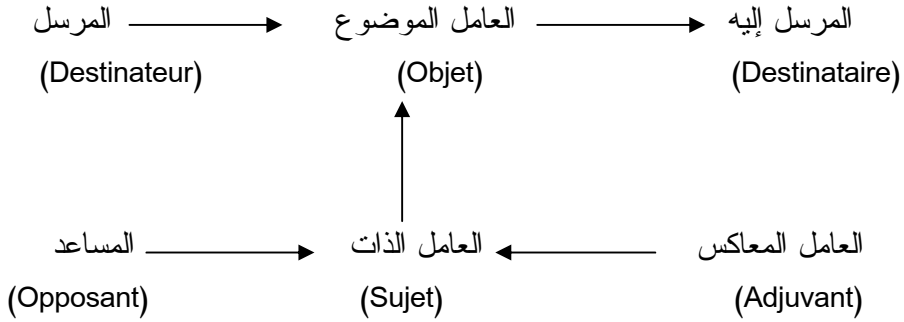 المرسل العامل الموضوع المرسل إليه
(Destinateur) (Objet) (Destinataire)
المساعد العامل الذات العامل المعاكس
(Opposant) (Sujet) (Adjuvant)